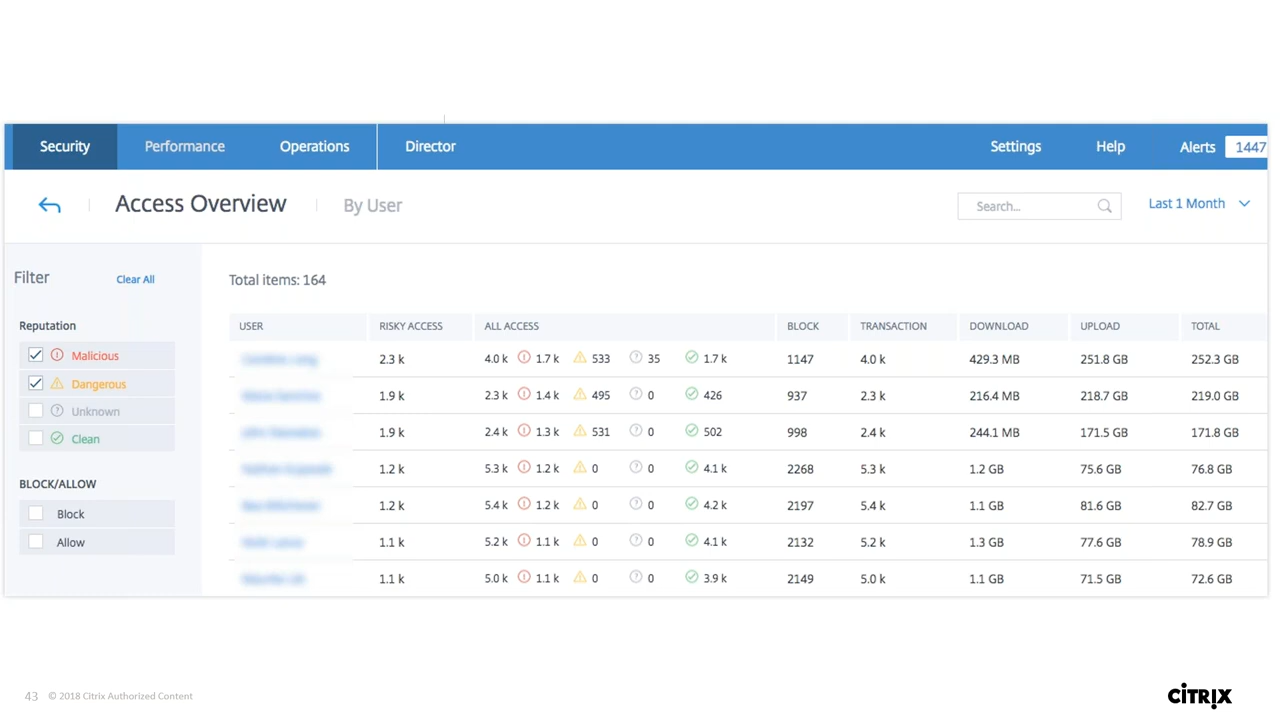 Security Performance Operations Director Settings Help Alerts 1447
Access Overview By User Search... Last 1 Month
Filter Clear All
Total items: 164
Reputation
Malicious
Dangerous
Unknown
Clean
BLOCK/ALLOW
Block
Allow
USER RISKY ACCESS ALL ACCESS BLOCK TRANSACTION DOWNLOAD UPLOAD TOTAL
2.3 k 4.0 k 1.7 k 533 35 1.7 k 1147 4.0 k 429.3 MB 251.8 GB 252.3 GB
1.9 k 2.3 k 1.4 k 495 0 426 937 2.3 k 216.4 MB 218.7 GB 219.0 GB
1.9 k 2.4 k 1.3 k 531 0 502 998 2.4 k 244.1 MB 171.5 GB 171.8 GB
1.2 k 5.3 k 1.2 k 0 0 4.1 k 2268 5.3 k 1.2 GB 75.6 GB 76.8 GB
1.2 k 5.4 k 1.2 k 0 0 4.2 k 2197 5.4 k 1.1 GB 81.6 GB 82.7 GB
1.1 k 5.2 k 1.1 k 0 0 4.1 k 2132 5.2 k 1.3 GB 77.6 GB 78.9 GB
1.1 k 5.0 k 1.1 k 0 0 3.9 k 2149 5.0 k 1.1 GB 71.5 GB 72.6 GB
43 © 2018 Citrix Authorized Content
CITRIX